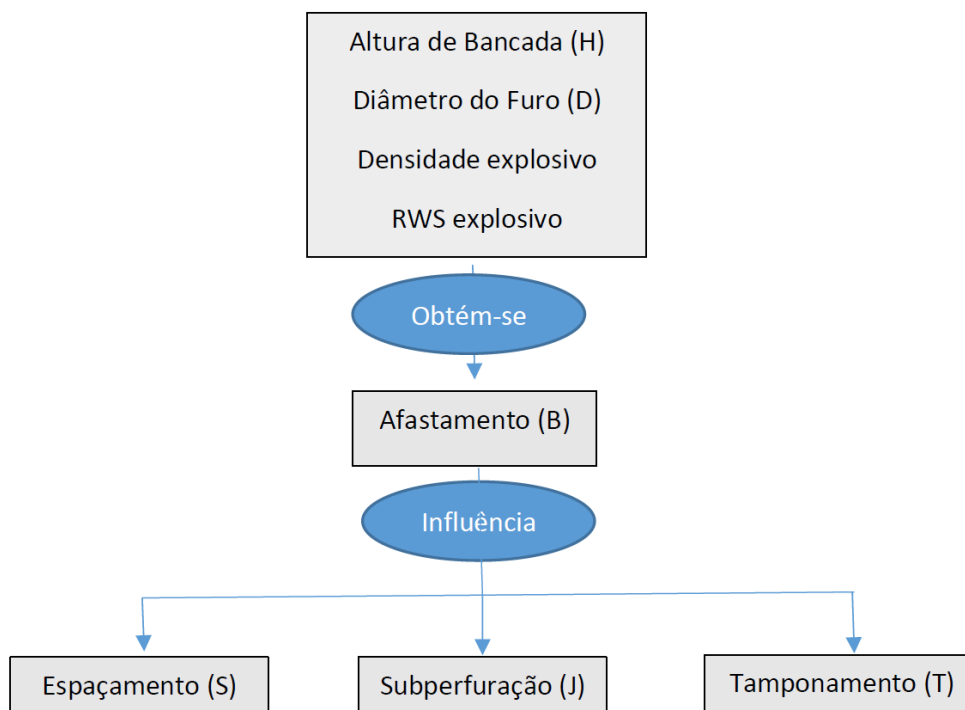 Altura de Bancada (H)
Diâmetro do Furo (D)
Densidade explosivo
RWS explosivo
Obtém-se
Afastamento (B)
Influência
Espaçamento (S)
Subperfuração (J)
Tamponamento (T)